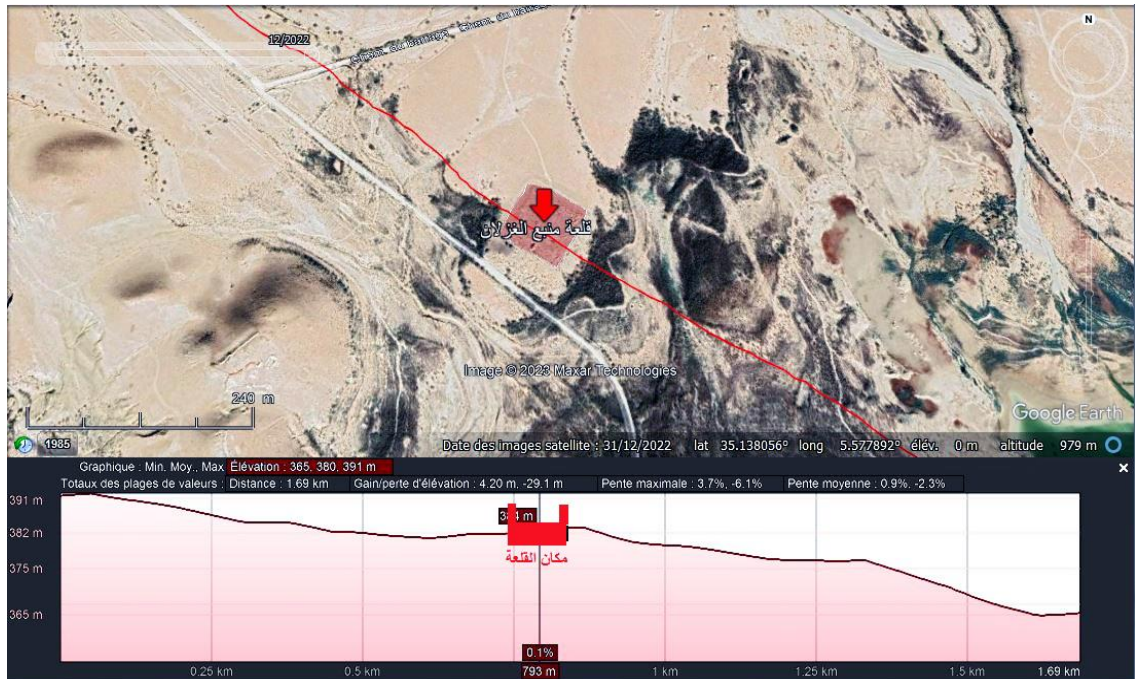 N
12/2022
قلعة منبع الغزلان
Image © 2023 Maxar Technologies
240 m
Google Earth
1985
Date des images satellite : 31/12/2022 lat 35.138056° long 5.577892° élév. 0 m altitude 979 m
Graphique : Min. Moy., Max. Élévation : 365, 380, 391 m
Totaux des plages de valeurs : Distance : 1.69 km Gain/perte d'élévation : 4.20 m, -29.1 m Pente maximale : 3.7%, -6.1% Pente moyenne : 0.9%, -2.3%
391 m
382 m
375 m
365 m
مكان القلعة
0.1%
0.25 km 0.5 km 793 m 1 km 1.25 km 1.5 km 1.69 km